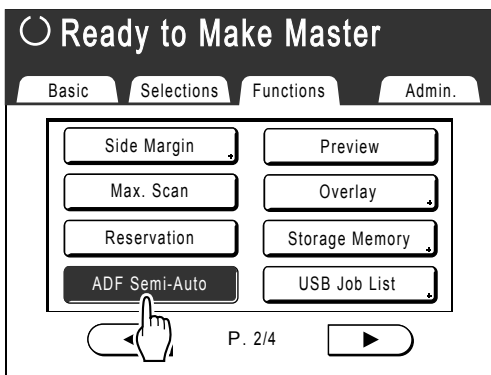 Ready to Make Master
Basic Selections Functions Admin.
Side Margin Preview
Max. Scan Overlay
Reservation Storage Memory
ADF Semi-Auto USB Job List
P. 2/4